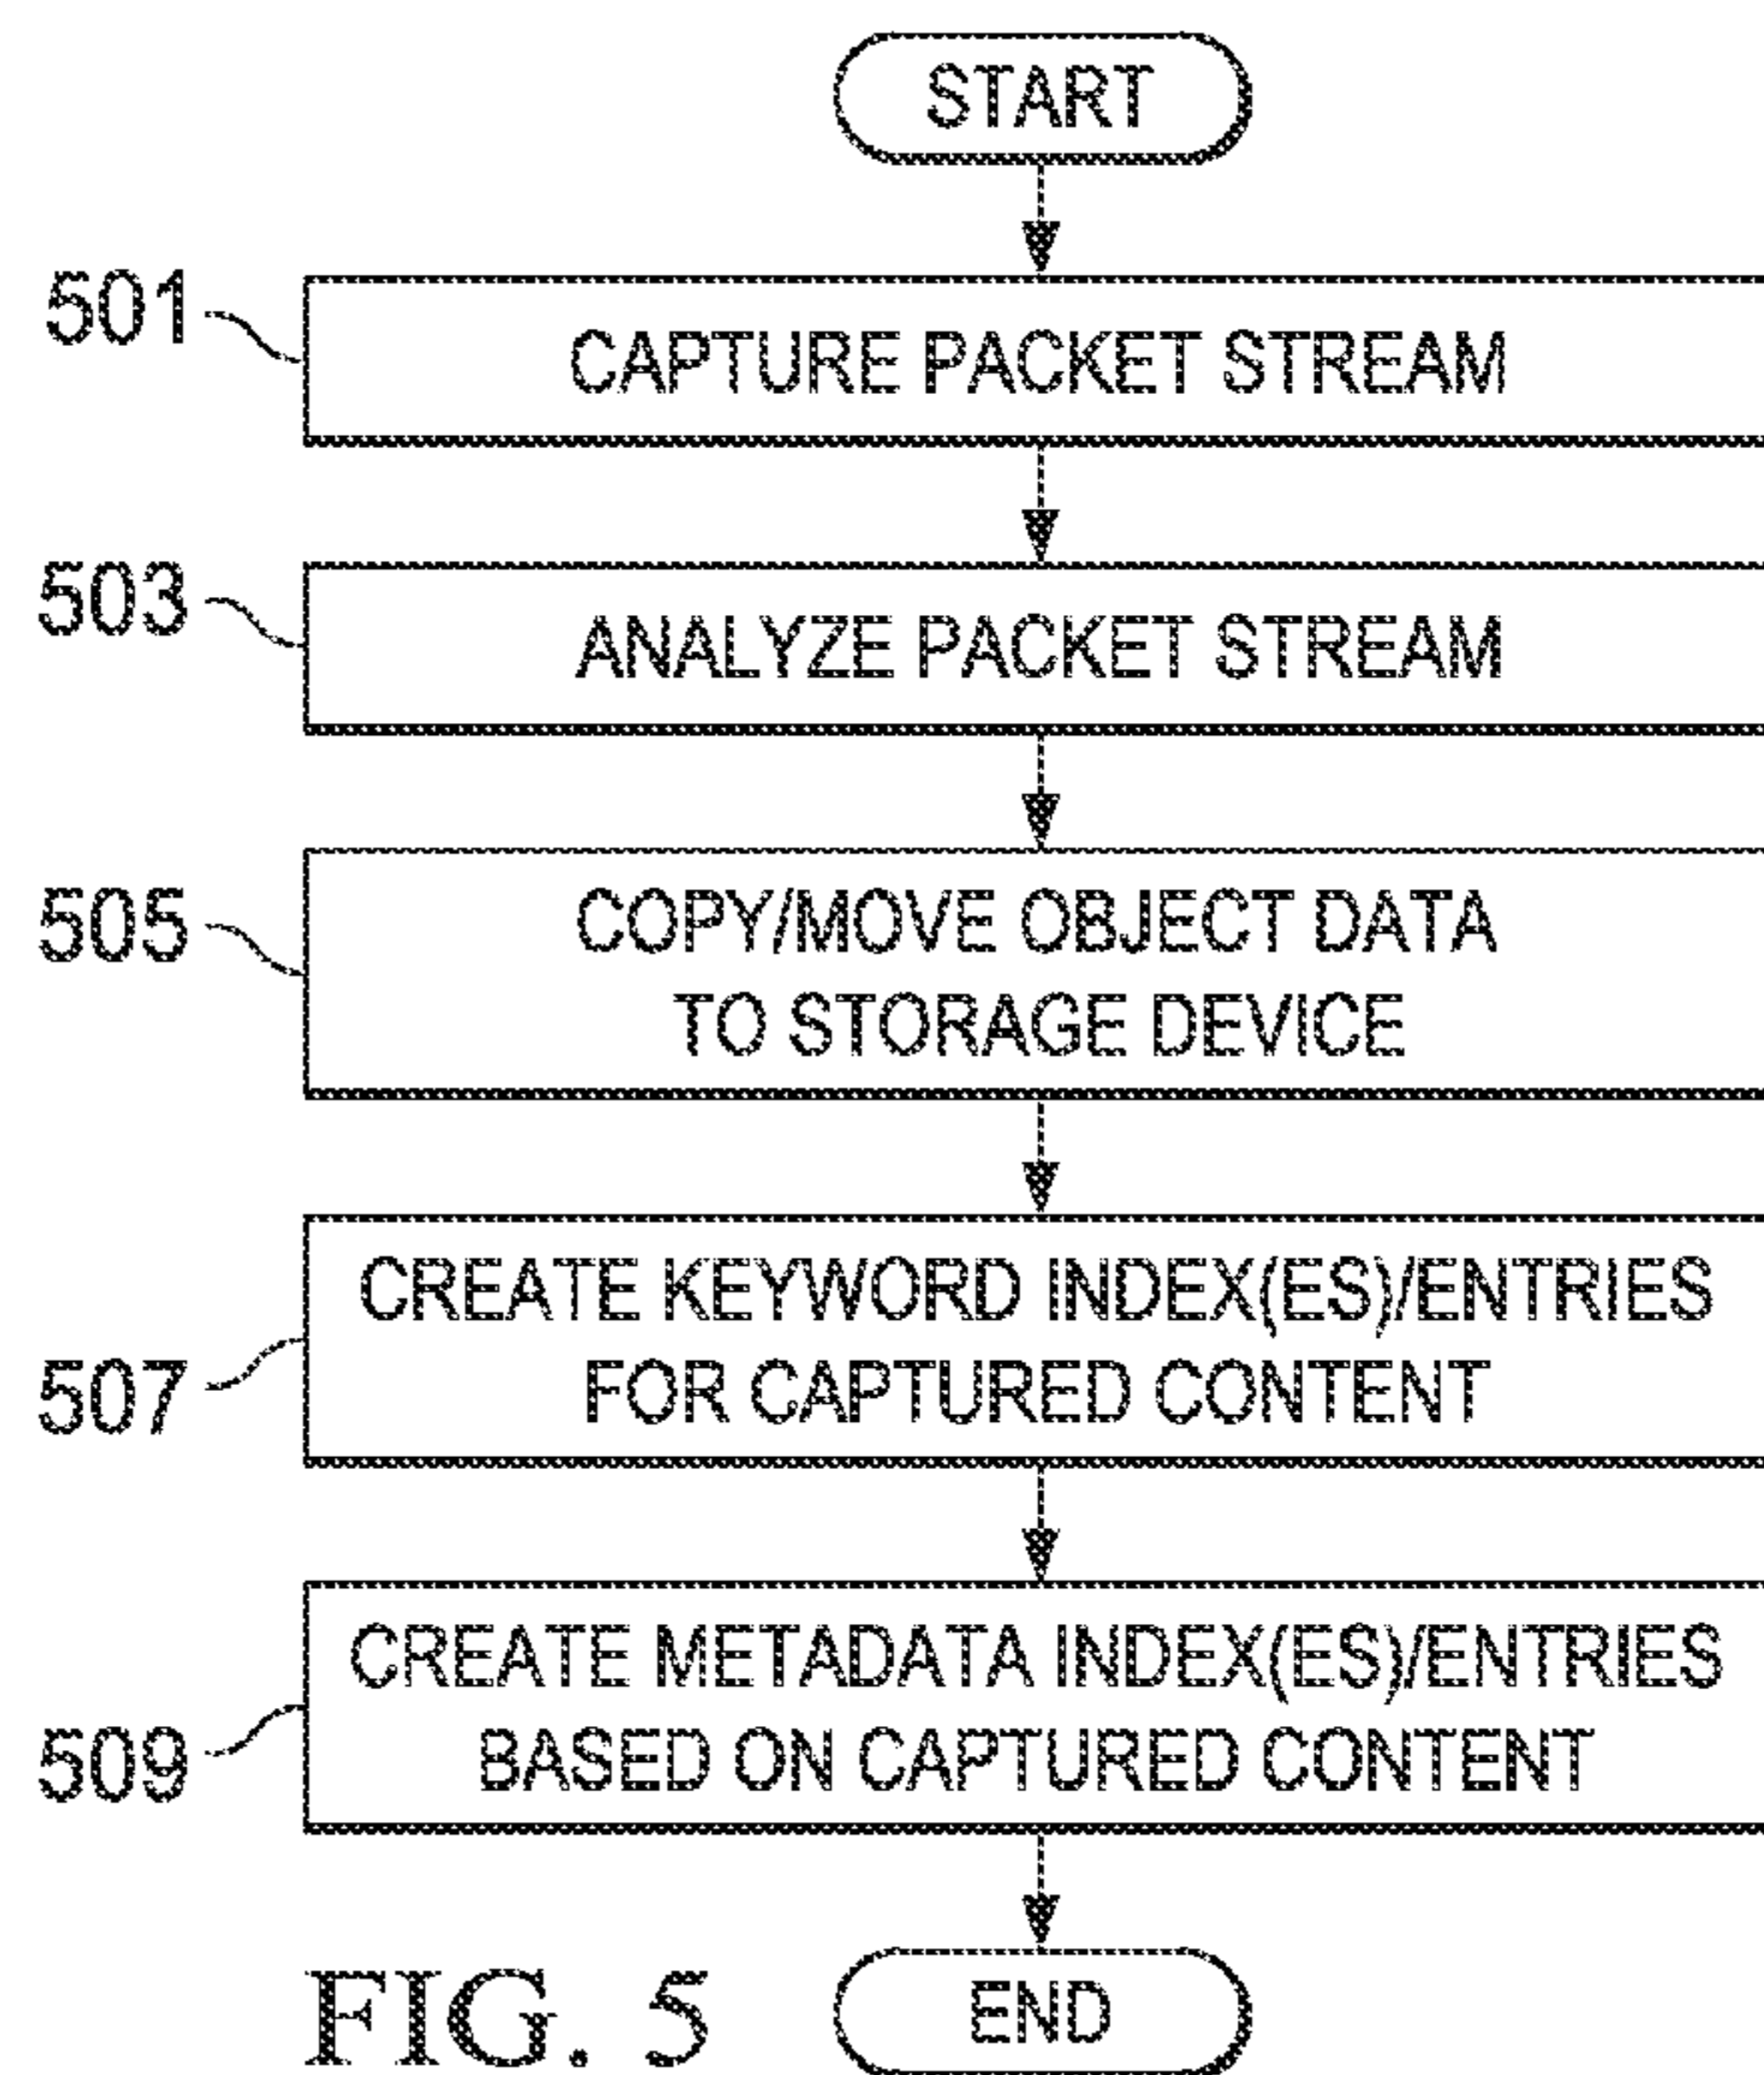 START
501
CAPTURE PACKET STREAM
503
ANALYZE PACKET STREAM
505
COPY/MOVE OBJECT DATA
TO STORAGE DEVICE
507
CREATE KEYWORD INDEX(ES)/ENTRIES
FOR CAPTURED CONTENT
509
CREATE METADATA INDEX(ES)/ENTRIES
BASED ON CAPTURED CONTENT
FIG. 5
END